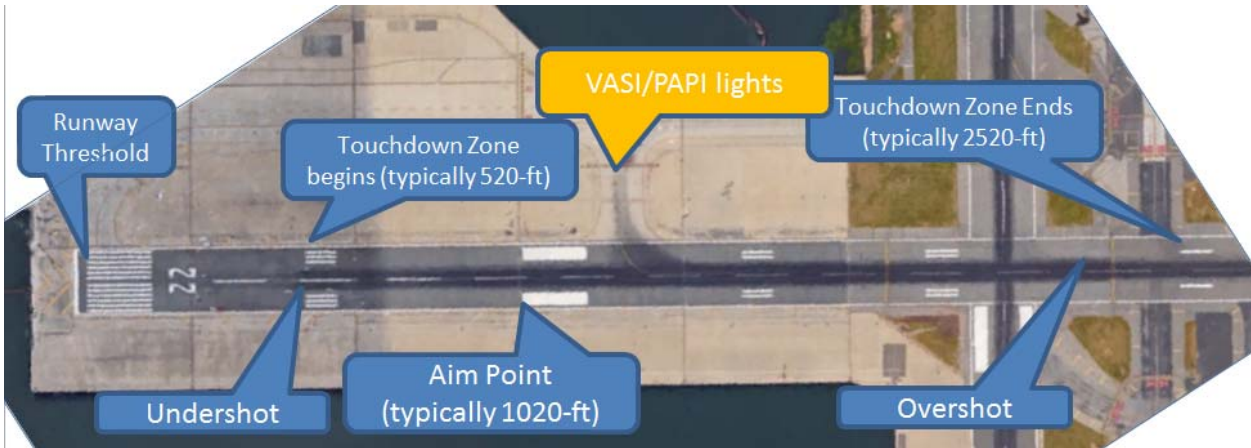 VASI/PAPI lights
Runway
Threshold
Touchdown Zone
begins (typically 520-ft)
Touchdown Zone Ends
(typically 2520-ft)
22
Undershot
Aim Point
(typically 1020-ft)
Overshot